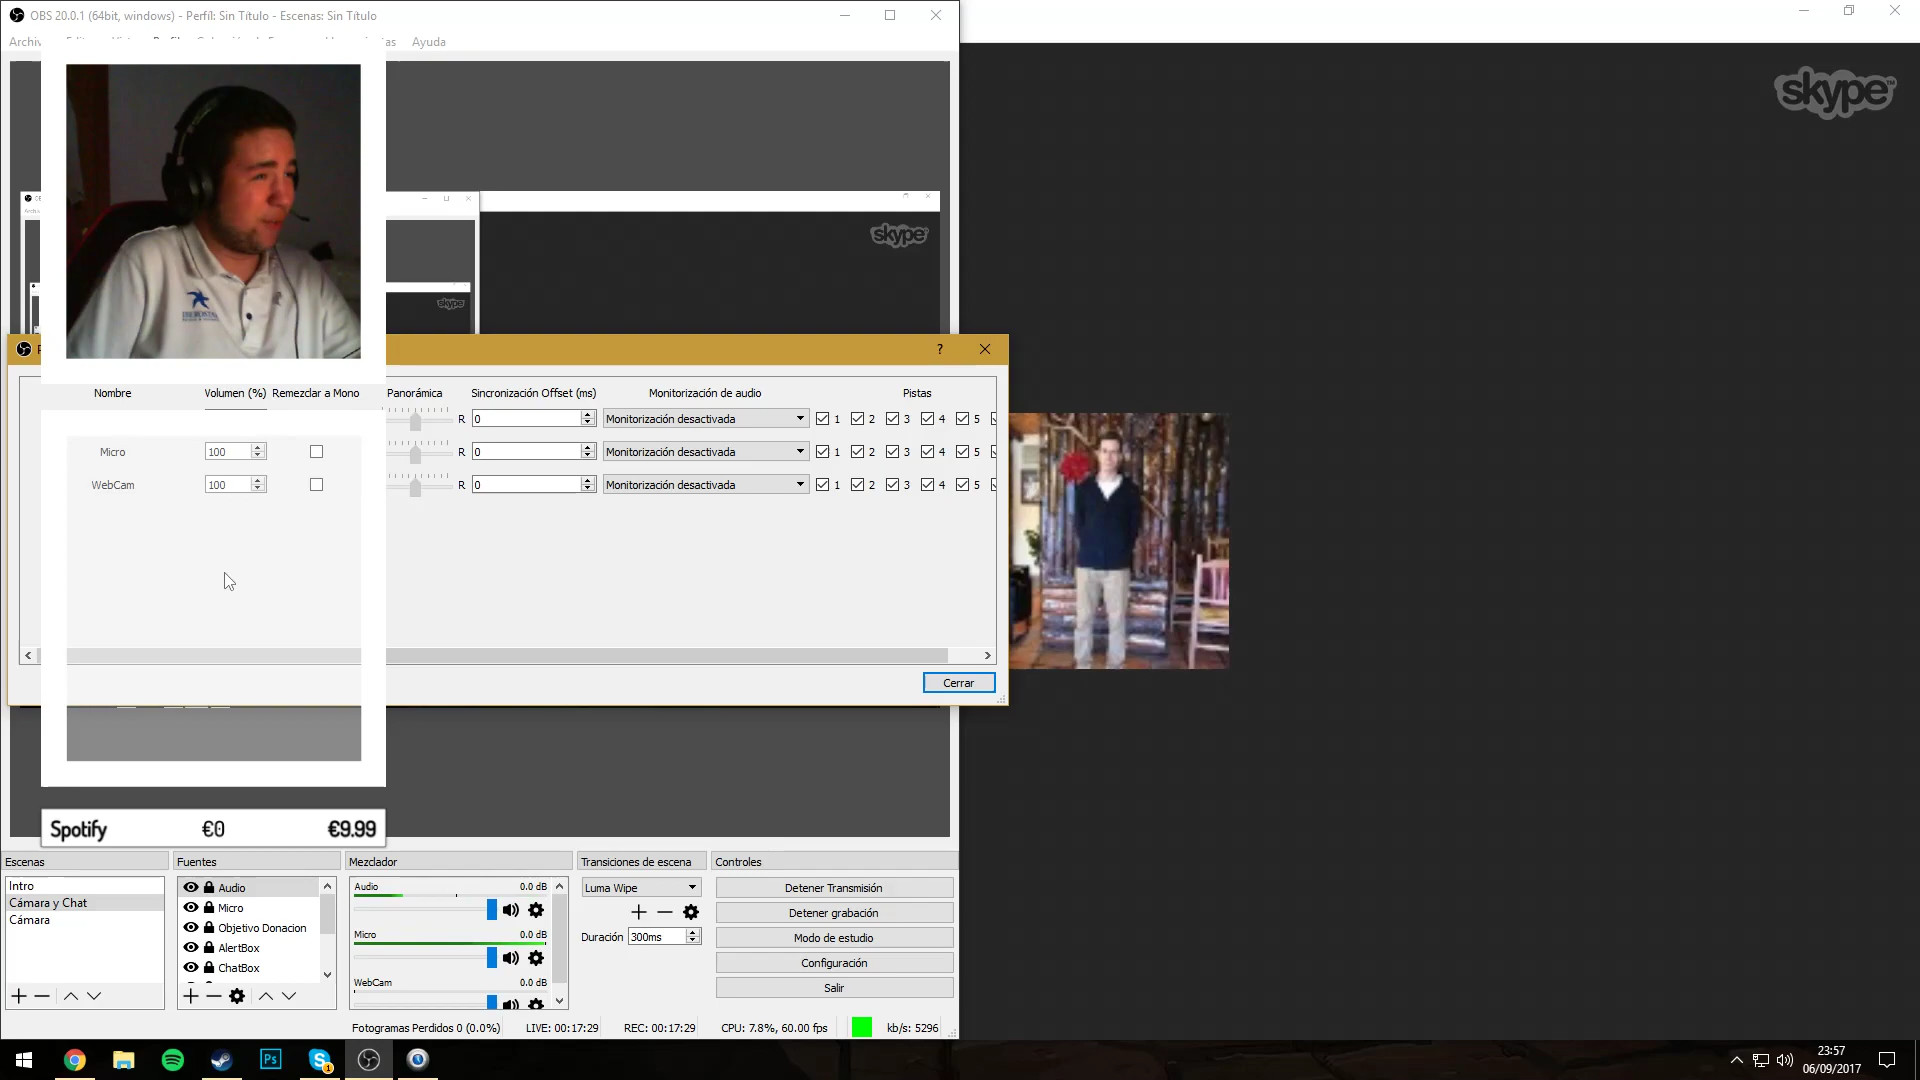 OBS 20.0.1 (64bit, windows) - Perfil: Sin Título - Escenas: Sin Título
Ayuda
skype
skype
skype
Nombre
Volumen (%)
Remezclar a Mono
Panorámica
Sincronización Offset (ms)
Monitorización de audio
Pistas
R 0 Monitorización desactivada 1 2 3 4 5
Micro 100 R 0 Monitorización desactivada 1 2 3 4 5
WebCam 100 R 0 Monitorización desactivada 1 2 3 4 5
Cerrar
Spotify €0 €9.99
Escenas
Intro
Cámara y Chat
Cámara
Fuentes
Audio
Micro
Objetivo Donacion
AlertBox
ChatBox
Mezclador
Audio 0.0 dB
Micro 0.0 dB
WebCam 0.0 dB
Transiciones de escena
Luma Wipe
Duración 300ms
Controles
Detener Transmisión
Detener grabación
Modo de estudio
Configuración
Salir
Fotogramas Perdidos 0 (0.0%) LIVE: 00:17:29 REC: 00:17:29 CPU: 7.8%, 60.00 fps kb/s: 5296
Ps
1
23:57
06/09/2017